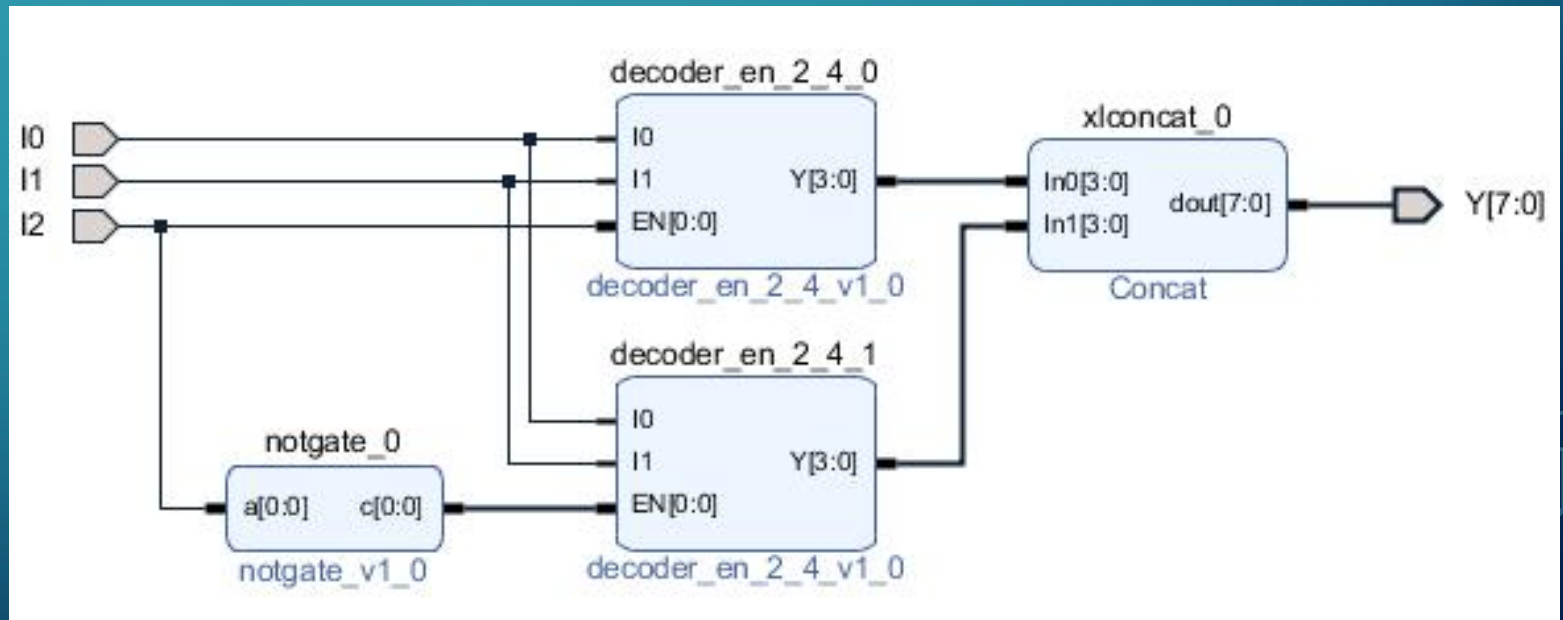 decoder_en_2_4_0
xlconcat_0
I0
I1
I2
I0
I1
EN[0:0]
Y[3:0]
decoder_en_2_4_v1_0
In0[3:0]
In1[3:0]
dout[7:0]
Concat
Y[7:0]
decoder_en_2_4_1
I0
I1
EN[0:0]
Y[3:0]
decoder_en_2_4_v1_0
notgate_0
a[0:0] c[0:0]
notgate_v1_0